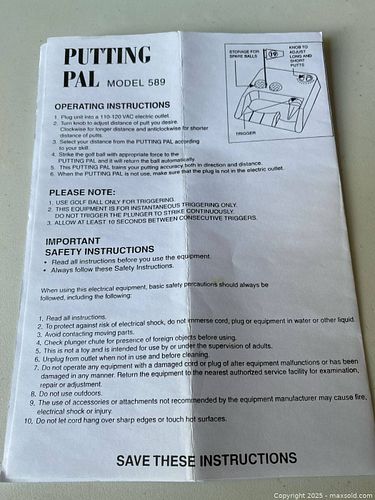 PUTTING
PAL MODEL 589
STORAGE FOR
SPARE BALLS
KNOB TO
ADJUST
LONG AND
SHORT
PUTTS
TRIGGER
OPERATING INSTRUCTIONS
1. Plug unit into a 110-120 VAC electric outlet.
2. Turn knob to adjust distance of putt you desire.
Clockwise for longer distance and anticlockwise for shorter
distance of putts.
3. Select your distance from the PUTTING PAL according
to your skill.
4. Strike the golf ball with appropriate force to the
PUTTING PAL and it will return the ball automatically.
5. This PUTTING PAL trains your putting accuracy both in direction and distance.
6. When the PUTTING PAL is not use, make sure that the plug is not in the electric outlet.
PLEASE NOTE:
1. USE GOLF BALL ONLY FOR TRIGGERING.
2. THIS EQUIPMENT IS FOR INSTANTANEOUS TRIGGERING ONLY.
DO NOT TRIGGER THE PLUNGER TO STRIKE CONTINUOUSLY.
3. ALLOW AT LEAST 10 SECONDS BETWEEN CONSECUTIVE TRIGGERS.
IMPORTANT
SAFETY INSTRUCTIONS
• Read all instructions before you use the equipment.
• Always follow these Safety Instructions.
When using this electrical equipment, basic safety precautions should always be
followed, including the following:
1. Read all instructions.
2. To protect against risk of electrical shock, do not immerse cord, plug or equipment in water or other liquid.
3. Avoid contacting moving parts.
4. Check plunger chute for presence of foreign objects before using.
5. This is not a toy and is intended for use by or under the supervision of adults.
6. Unplug from outlet when not in use and before cleaning.
7. Do not operate any equipment with a damaged cord or plug of after equipment malfunctions or has been
damaged in any manner. Return the equipment to the nearest authorized service facility for examination,
repair or adjustment.
8. Do not use outdoors.
9. The use of accessories or attachments not recommended by the equipment manufacturer may cause fire,
electrical shock or injury.
10. Do not let cord hang over sharp edges or touch hot surfaces.
SAVE THESE INSTRUCTIONS
Copyright 2025 - maxsold.com